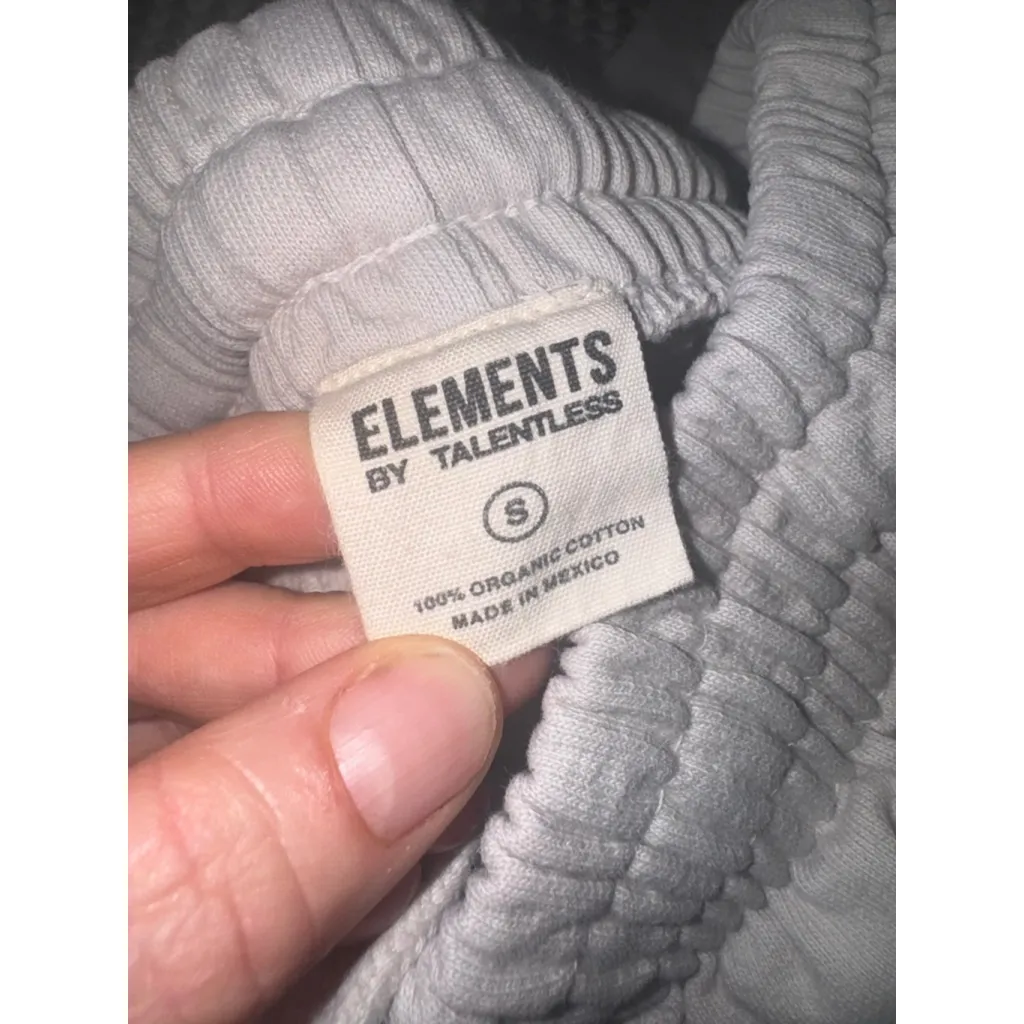 ELEMENTS
BY TALENTLESS
S
100% ORGANIC COTTON
MADE IN MEXICO